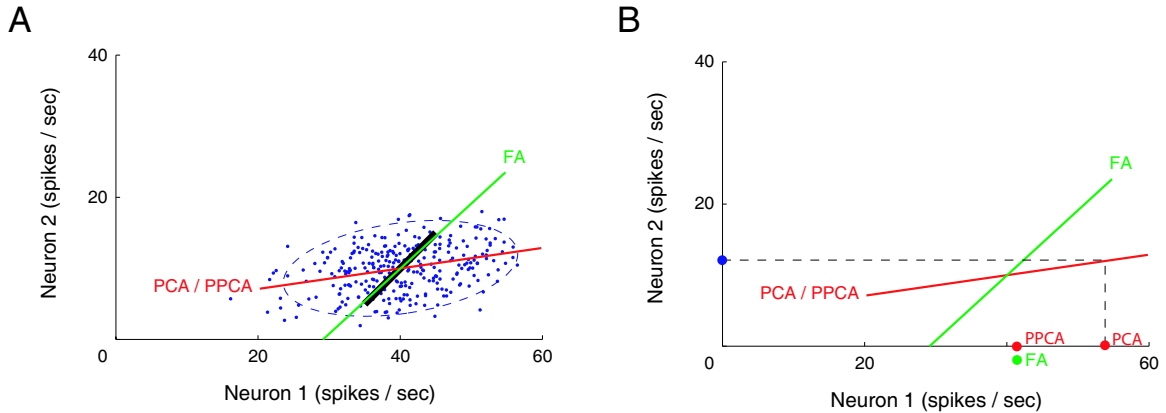 A
40
20
0
20
40
60
Neuron 2 (spikes / sec)
Neuron 1 (spikes / sec)
FA
PCA / PPCA
B
40
20
0
20
40
60
Neuron 2 (spikes / sec)
Neuron 1 (spikes / sec)
FA
PCA / PPCA
PPCA
PCA
FA